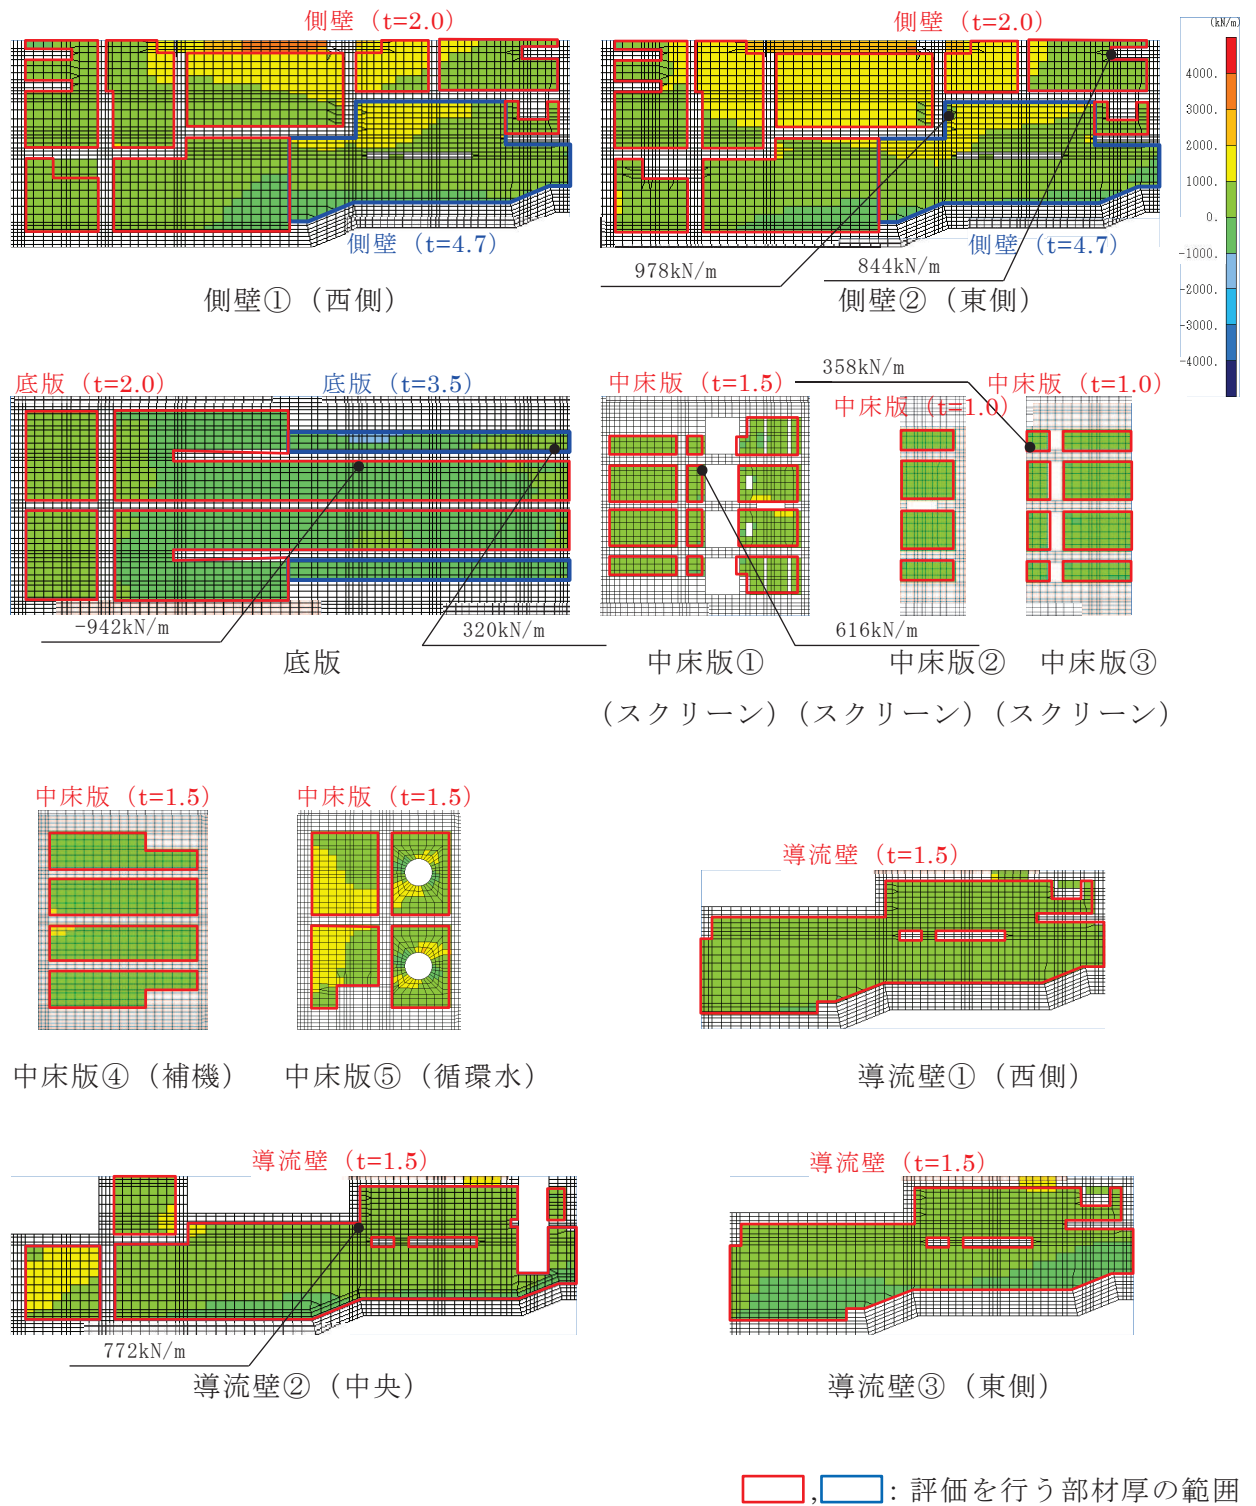 側壁（t=2.0）
側壁（t=2.0）
(kN/m)
4000.
3000.
2000.
1000.
0.
-1000.
-2000.
-3000.
-4000.
側壁（t=4.7）
側壁（t=4.7）
978kN/m
844kN/m
側壁①（西側）
側壁②（東側）
底版（t=2.0）
底版（t=3.5）
中床版（t=1.5）
358kN/m
中床版（t=1.0）
中床版（t=1.0）
-942kN/m
320kN/m
616kN/m
底版
中床版①
中床版②
中床版③
（スクリーン）
（スクリーン）
（スクリーン）
中床版（t=1.5）
中床版（t=1.5）
導流壁（t=1.5）
中床版④（補機）
中床版⑤（循環水）
導流壁①（西側）
導流壁（t=1.5）
導流壁（t=1.5）
772kN/m
導流壁②（中央）
導流壁③（東側）
,
：評価を行う部材厚の範囲